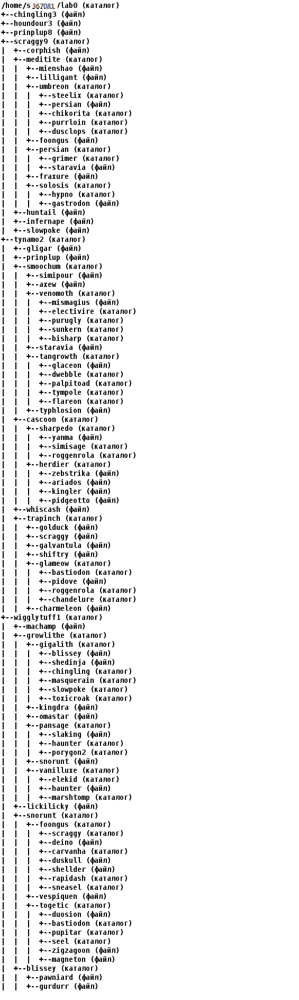 /home/s367081/lab0 (каталог)
+--chingling3 (файл)
+--houndour3 (файл)
+--prinplup8 (файл)
+--scraggy9 (каталог)
|  +--corphish (файл)
|  +--meditite (каталог)
|  |  +--mienshao (файл)
|  |  +--lilligant (файл)
|  |  +--umbreon (каталог)
|  |  |  +--steelix (каталог)
|  |  |  +--persian (файл)
|  |  |  +--chikorita (каталог)
|  |  |  +--purrloin (каталог)
|  |  |  +--dusclops (каталог)
|  |  +--foongus (файл)
|  |  +--persian (каталог)
|  |  |  +--grimer (каталог)
|  |  |  +--staravia (файл)
|  |  +--fraxure (файл)
|  |  +--solosis (каталог)
|  |  |  +--hypno (каталог)
|  |  |  +--gastrodon (файл)
|  +--huntail (файл)
|  +--infernape (файл)
|  +--slowpoke (файл)
+--tynamo2 (каталог)
|  +--gligar (файл)
|  +--prinplup (файл)
|  +--smoochum (каталог)
|  |  +--simipour (файл)
|  |  +--axew (файл)
|  |  +--venomoth (каталог)
|  |  |  +--mismagius (файл)
|  |  |  +--electivire (каталог)
|  |  |  +--purugly (каталог)
|  |  |  +--sunkern (каталог)
|  |  |  +--bisharp (каталог)
|  |  +--staravia (файл)
|  |  +--tangrowth (каталог)
|  |  |  +--glaceon (файл)
|  |  |  +--dwebble (каталог)
|  |  |  +--palpitoad (каталог)
|  |  |  +--tympole (каталог)
|  |  |  +--flareon (каталог)
|  |  +--typhlosion (файл)
|  +--cascoon (каталог)
|  |  +--sharpedo (каталог)
|  |  |  +--yanma (файл)
|  |  |  +--simisage (каталог)
|  |  |  +--roggenrola (каталог)
|  |  +--herdier (каталог)
|  |  |  +--zebstrika (файл)
|  |  |  +--ariados (файл)
|  |  |  +--kingler (файл)
|  |  |  +--pidgeotto (файл)
|  +--whiscash (файл)
|  +--trapinch (каталог)
|  |  +--golduck (файл)
|  |  +--scraggy (файл)
|  |  +--galvantula (файл)
|  |  +--shiftry (файл)
|  |  +--glameow (каталог)
|  |  |  +--bastiodon (каталог)
|  |  |  +--pidove (файл)
|  |  |  +--roggenrola (каталог)
|  |  |  +--chandelure (каталог)
|  |  +--charmeleon (файл)
+--wigglytuff1 (каталог)
|  +--machamp (файл)
|  +--growlithe (каталог)
|  |  +--gigalith (каталог)
|  |  |  +--blissey (файл)
|  |  |  +--shedinja (файл)
|  |  |  +--chingling (каталог)
|  |  |  +--masquerain (каталог)
|  |  |  +--slowpoke (каталог)
|  |  |  +--toxicroak (каталог)
|  |  +--kingdra (файл)
|  |  +--omastar (файл)
|  |  +--pansage (каталог)
|  |  |  +--slaking (файл)
|  |  |  +--haunter (каталог)
|  |  |  +--porygon2 (каталог)
|  |  +--snorunt (файл)
|  |  +--vanilluxe (каталог)
|  |  |  +--elekid (каталог)
|  |  |  +--haunter (файл)
|  |  |  +--marshtomp (каталог)
|  +--lickilicky (файл)
|  +--snorunt (каталог)
|  |  +--foongus (каталог)
|  |  |  +--scraggy (каталог)
|  |  |  +--deino (файл)
|  |  |  +--carvanha (каталог)
|  |  |  +--duskull (файл)
|  |  |  +--shellder (файл)
|  |  |  +--rapidash (каталог)
|  |  |  +--sneasel (каталог)
|  |  +--vespiquen (файл)
|  |  +--togetic (каталог)
|  |  |  +--duosion (файл)
|  |  |  +--bastiodon (каталог)
|  |  |  +--pupitar (каталог)
|  |  |  +--seel (каталог)
|  |  |  +--zigzagoon (файл)
|  |  |  +--magneton (файл)
|  +--blissey (каталог)
|  |  +--pawniard (файл)
|  |  +--gurdurr (файл)